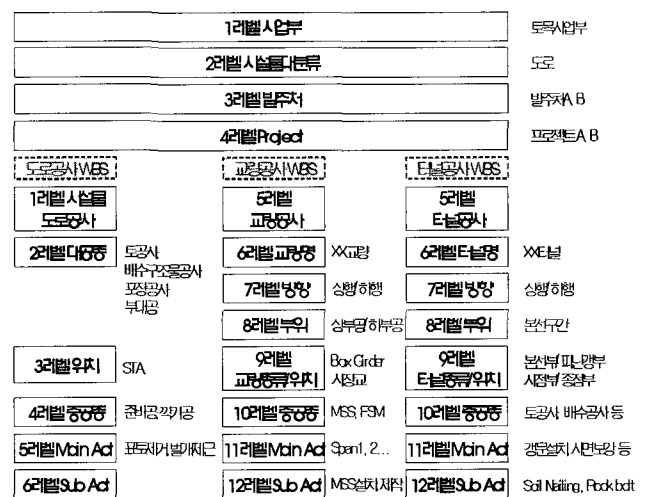 1레벨 사업부 토목사업부
2레벨 시설물대분류 도로
3레벨 발주처 발주처A, B
4레벨 Project 프로젝트A, B
도로공사 WBS 교량공사 WBS 터널공사 WBS
1레벨 시설물 5레벨 5레벨
도로공사 교량공사 터널공사
2레벨 대공종 토공사 6레벨 교량명 XX교량 6레벨 터널명 XX터널
배수구조물공사
포장공사 7레벨 방향 상행/하행 7레벨 방향 상행/하행
부대공
8레벨 부위 상부공/하부공 8레벨 부위 본선구간
3레벨 위치 STA 9레벨 Box Girder 9레벨 본선부/피난갱부
교량종류/위치 사장교 터널종류/위치 시점부/종점부
4레벨 중공종 준비공, 깍기공 10레벨 중공종 MSS, FSM 10레벨 중공종 토공사, 배수공사 등
5레벨 Main Act 표토제거, 벌개제근 11레벨 Main Act Span1, 2... 11레벨 Main Act 갱문설치, 사면보강 등
6레벨 Sub Act 12레벨 Sub Act MSS설치, 제작 12레벨 Sub Act Soil Nailing, Rock bolt